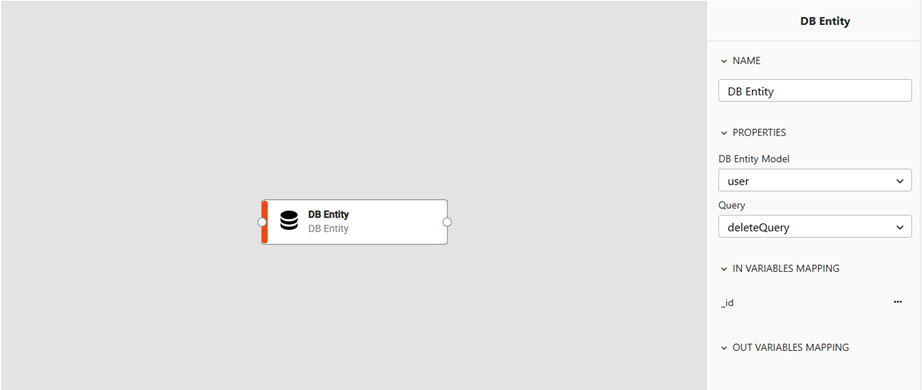 DB Entity
DB Entity
DB Entity
NAME
DB Entity
PROPERTIES
DB Entity Model
user
Query
deleteQuery
IN VARIABLES MAPPING
_id
OUT VARIABLES MAPPING